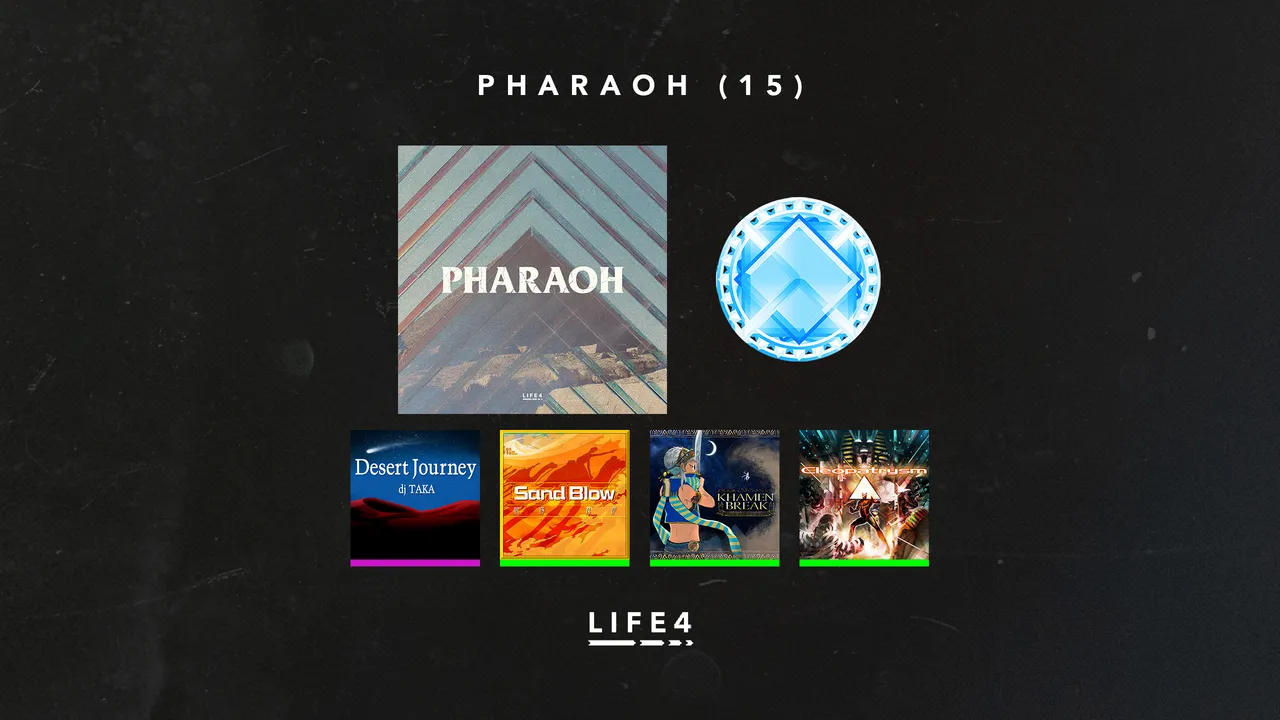 PHARAOH (15)
PHARAOH
LIFE4
Desert Journey
dj TAKA
Sand Blow
KHAMEN
BREAK
Cleopatrysm
LIFE4